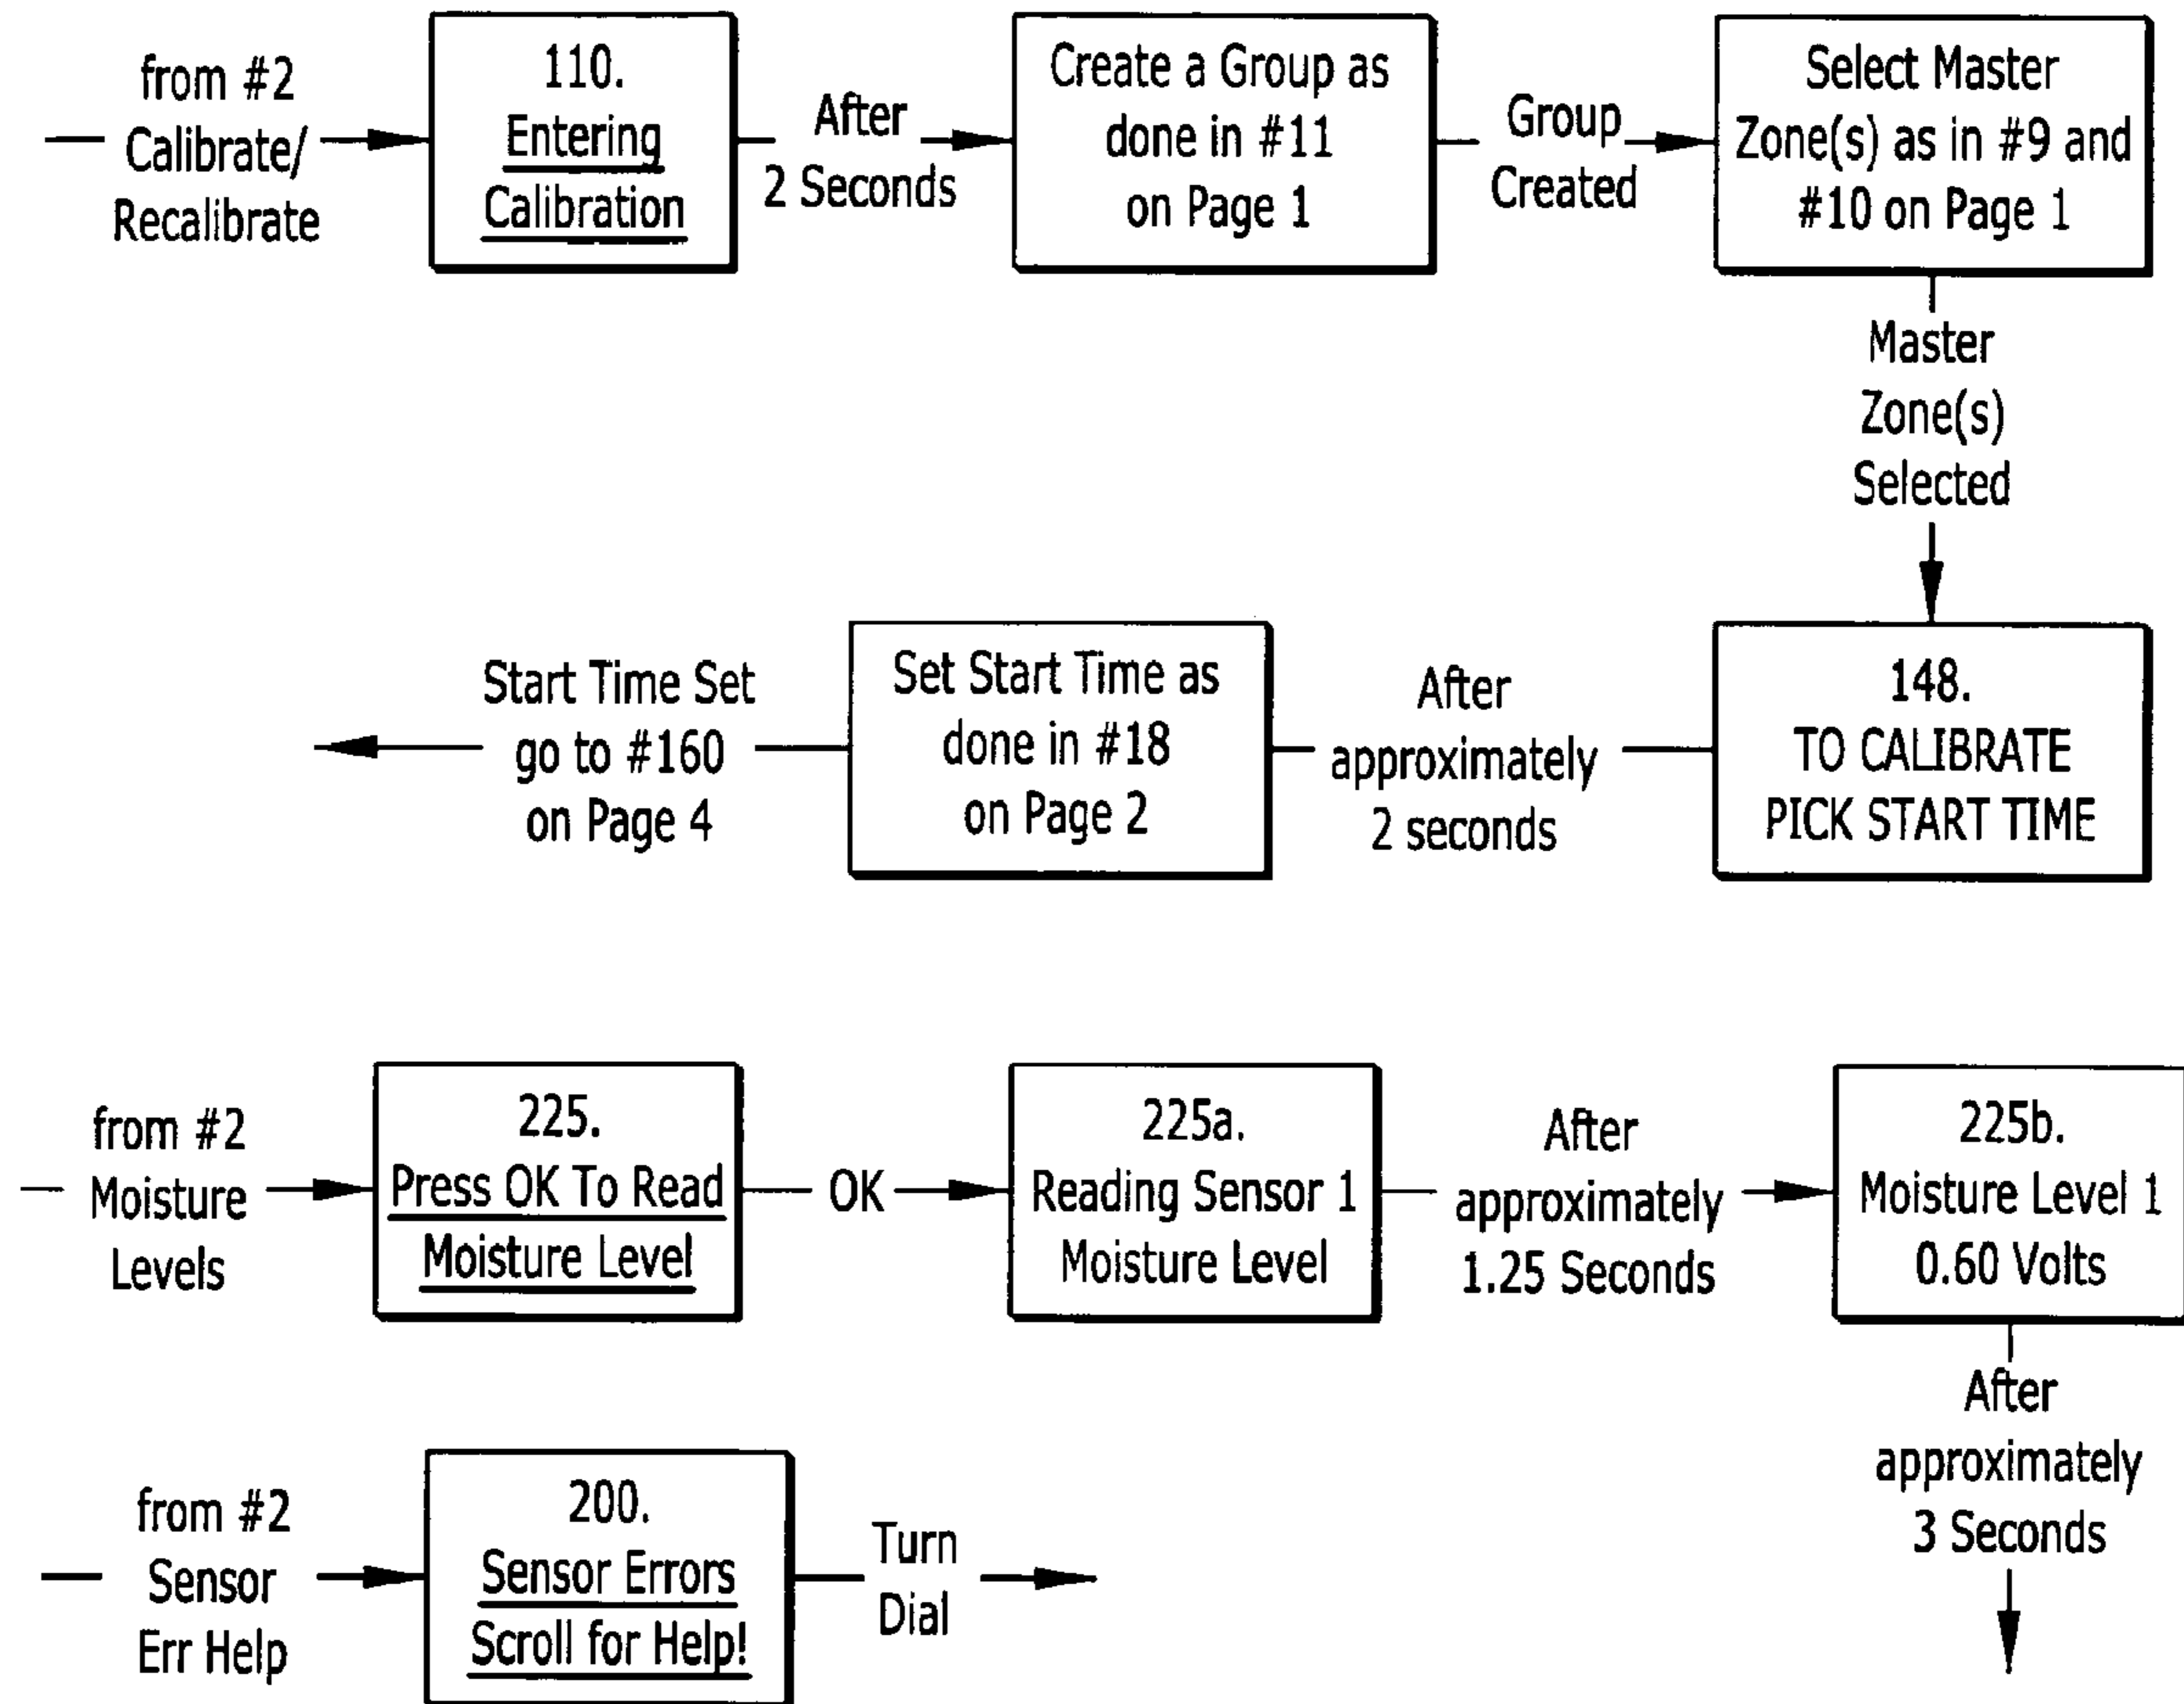 from #2
Calibrate/
Recalibrate
110.
Entering
Calibration
After
2 Seconds
Create a Group as
done in #11
on Page 1
Group
Created
Select Master
Zone(s) as in #9 and
#10 on Page 1
Master
Zone(s)
Selected
148.
TO CALIBRATE
PICK START TIME
After
approximately
2 seconds
Set Start Time as
done in #18
on Page 2
Start Time Set
go to #160
on Page 4
from #2
Moisture
Levels
225.
Press OK To Read
Moisture Level
OK
225a.
Reading Sensor 1
Moisture Level
After
approximately
1.25 Seconds
225b.
Moisture Level 1
0.60 Volts
After
approximately
3 Seconds
from #2
Sensor
Err Help
200.
Sensor Errors
Scroll for Help!
Turn
Dial